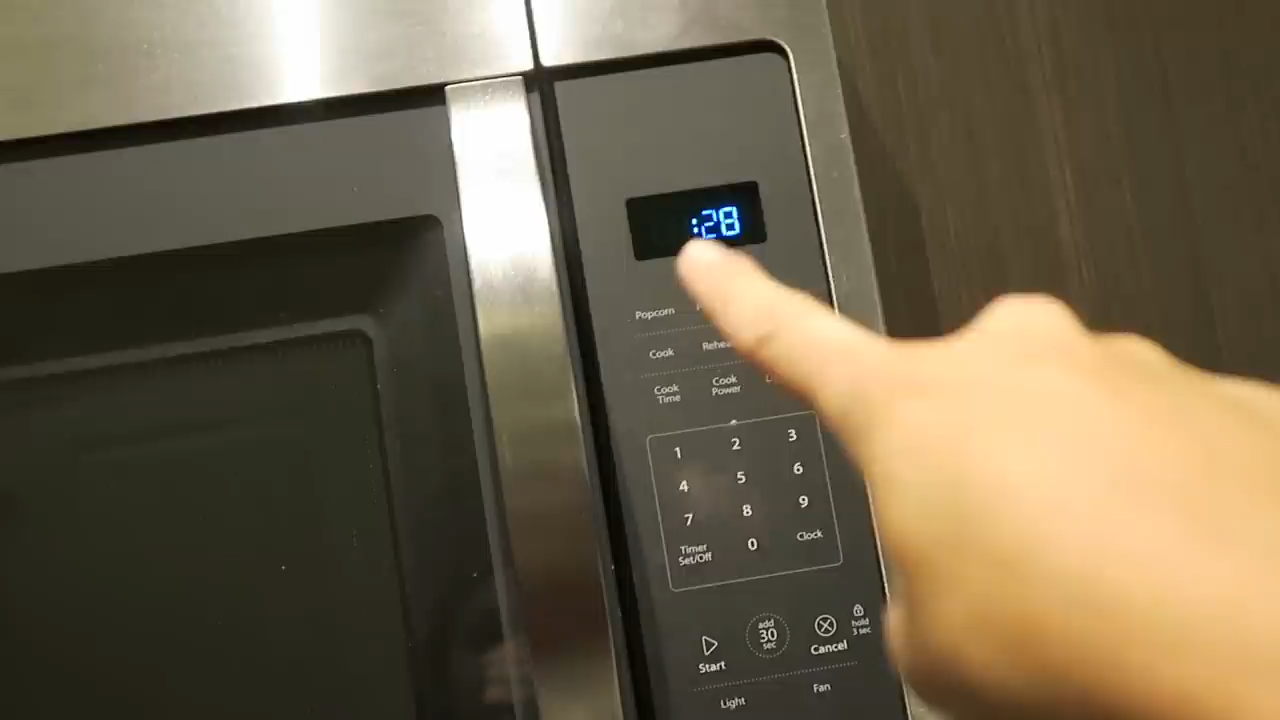 :28
Popcorn
Cook
Cook Time
Cook Power
1 2 3
4 5 6
7 8 9
Timer Set/Off
0
Clock
Start
add 30 sec
Cancel
hold 3 sec
Light
Fan